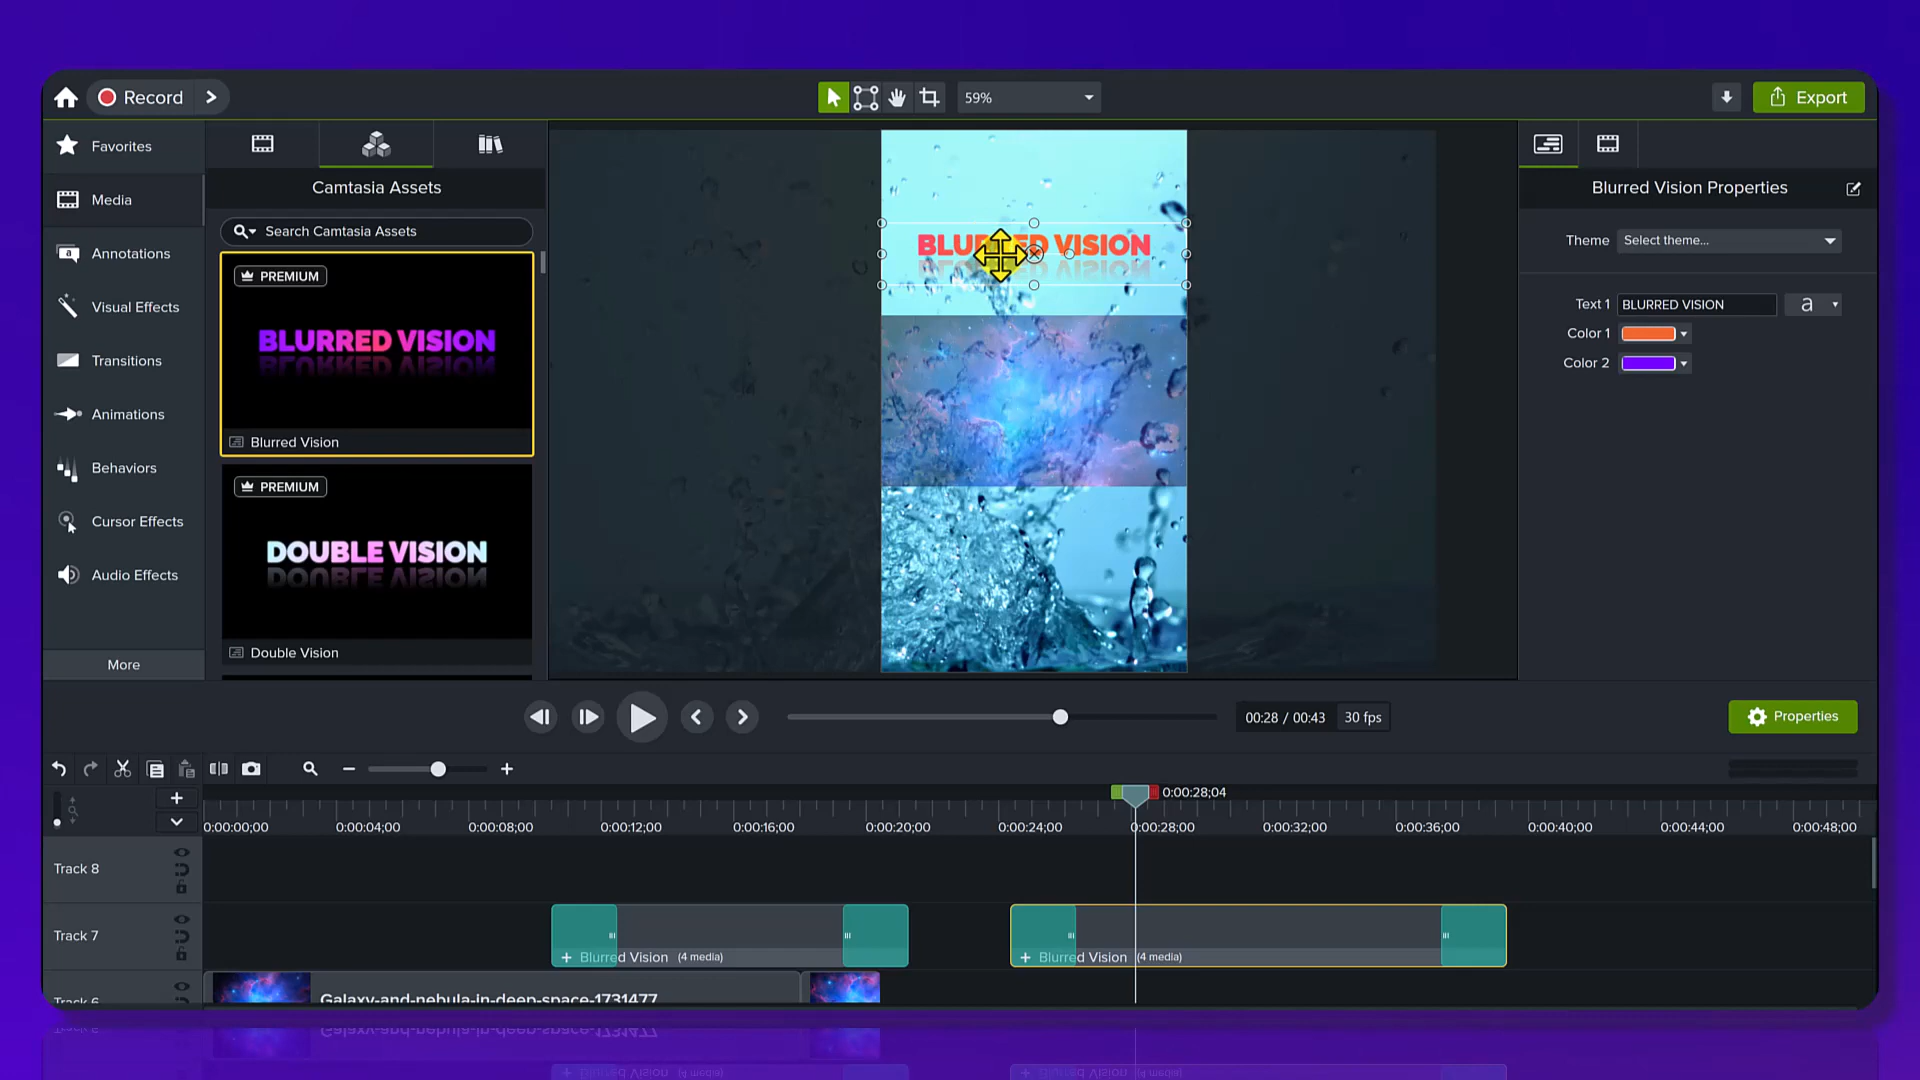 Record
59%
Export
Favorites
Media
Annotations
Visual Effects
Transitions
Animations
Behaviors
Cursor Effects
Audio Effects
More
Camtasia Assets
Search Camtasia Assets
PREMIUM
BLURRED VISION
Blurred Vision
PREMIUM
DOUBLE VISION
Double Vision
BLURRED VISION
Blurred Vision Properties
Theme Select theme...
Text 1 BLURRED VISION a
Color 1
Color 2
00:28 / 00:43 30 fps
Properties
0:00:28;04
0:00:00;00 0:00:04;00 0:00:08;00 0:00:12;00 0:00:16;00 0:00:20;00 0:00:24;00 0:00:28;00 0:00:32;00 0:00:36;00 0:00:40;00 0:00:44;00 0:00:48;00
Track 8
Track 7
+ Blurred Vision (4 media)
+ Blurred Vision (4 media)
Track 6
Galaxy-and-nebula-in-deep-space-1731477